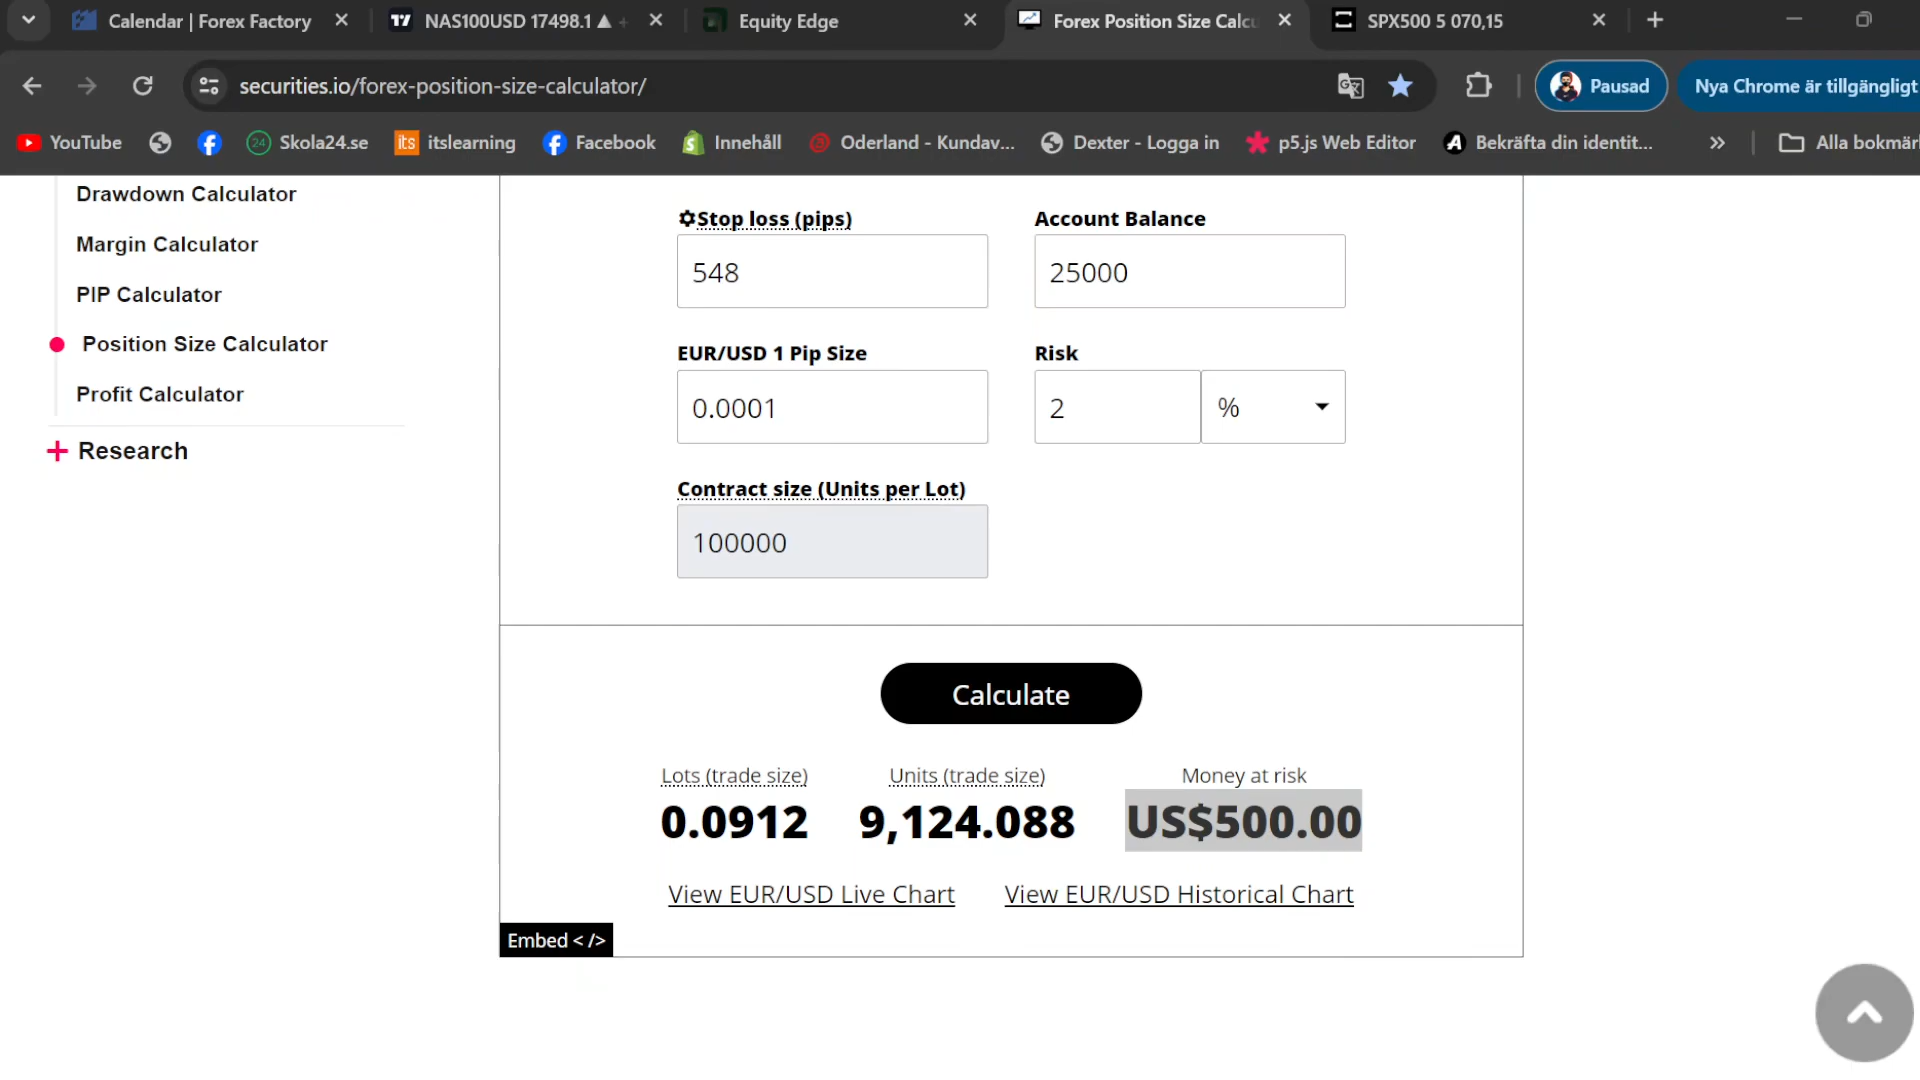 Calendar | Forex Factory
NAS100USD 17498.1 ▲ +
Equity Edge
Forex Position Size Calcu
SPX500 5 070,15
securities.io/forex-position-size-calculator/
Pausad
Nya Chrome är tillgängligt
YouTube
24
Skola24.se
its
itslearning
Facebook
Innehåll
Oderland - Kundav...
Dexter - Logga in
p5.js Web Editor
A
Bekräfta din identit...
»
Alla bokmär
Drawdown Calculator
Margin Calculator
PIP Calculator
Position Size Calculator
Profit Calculator
+ Research
Stop loss (pips)
Account Balance
548
25000
EUR/USD 1 Pip Size
Risk
0.0001
2
%
Contract size (Units per Lot)
100000
Calculate
Lots (trade size)
Units (trade size)
Money at risk
0.0912
9,124.088
US$500.00
View EUR/USD Live Chart
View EUR/USD Historical Chart
Embed </>